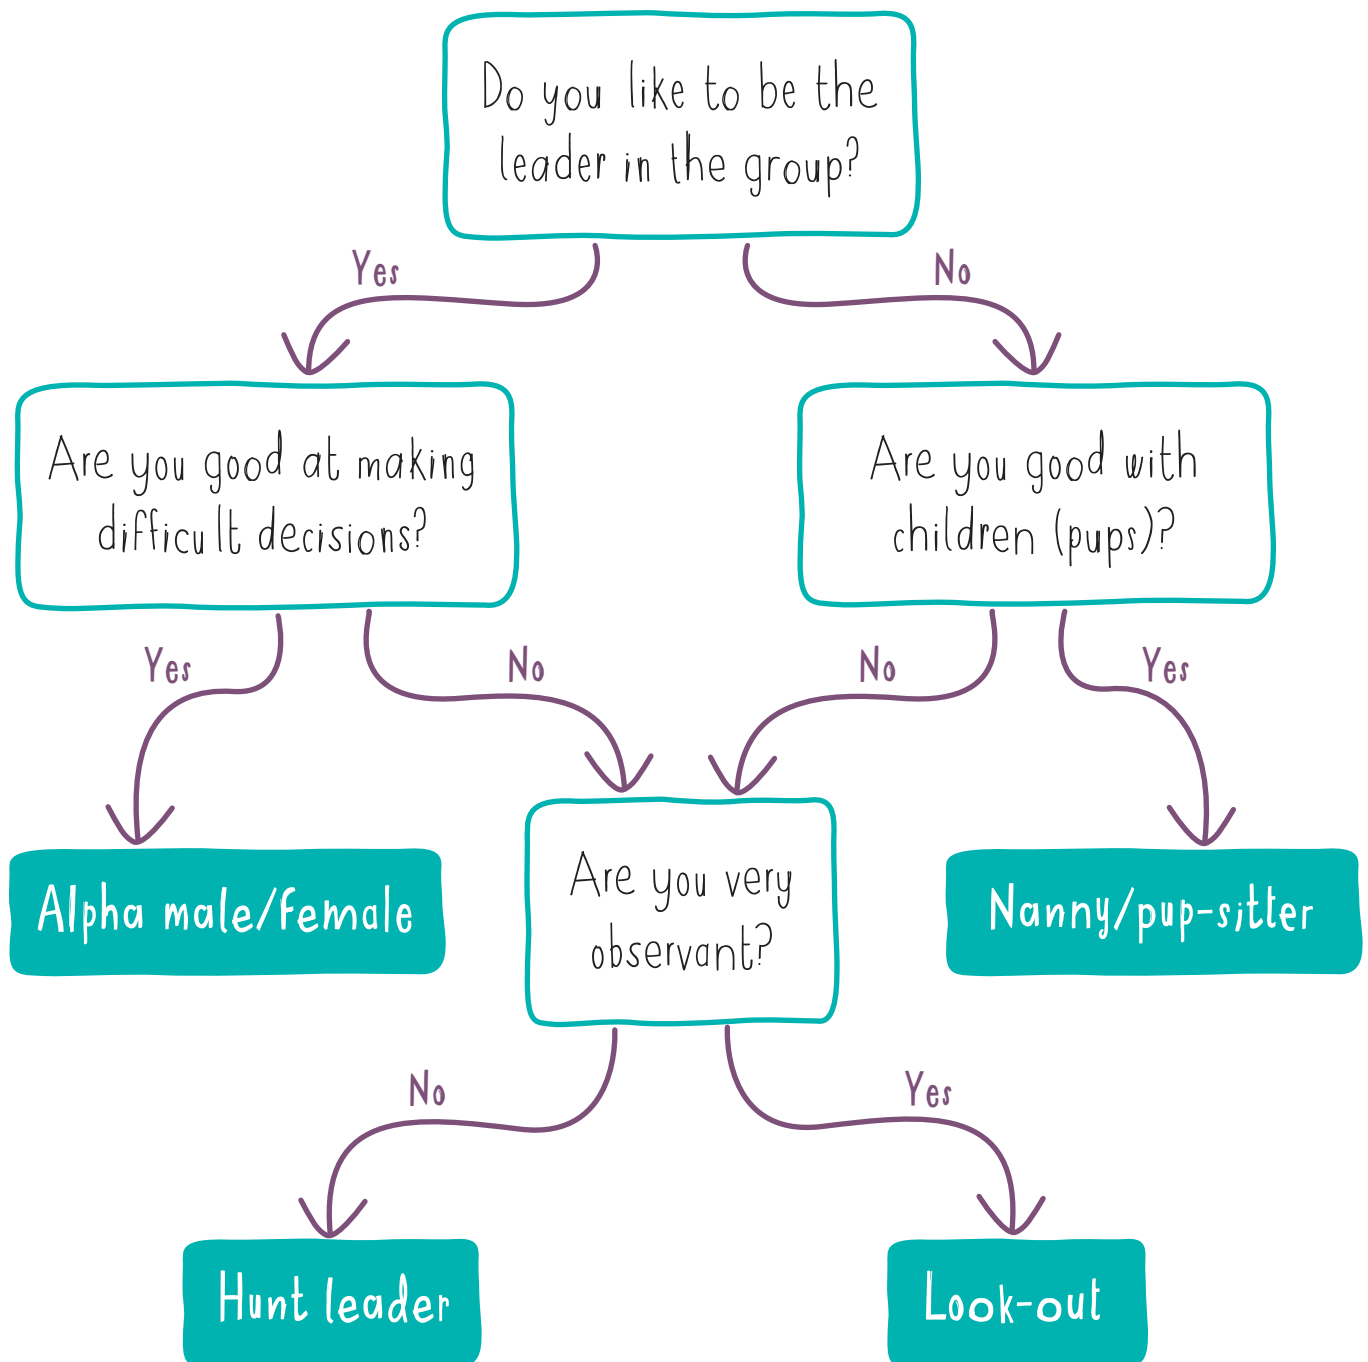 Do you like to be the
leader in the group?
Yes
No
Are you good at making
difficult decisions?
Are you good with
children (pups)?
Yes
No
No
Yes
Alpha male/female
Are you very
observant?
Nanny/pup-sitter
No
Yes
Hunt leader
Look-out